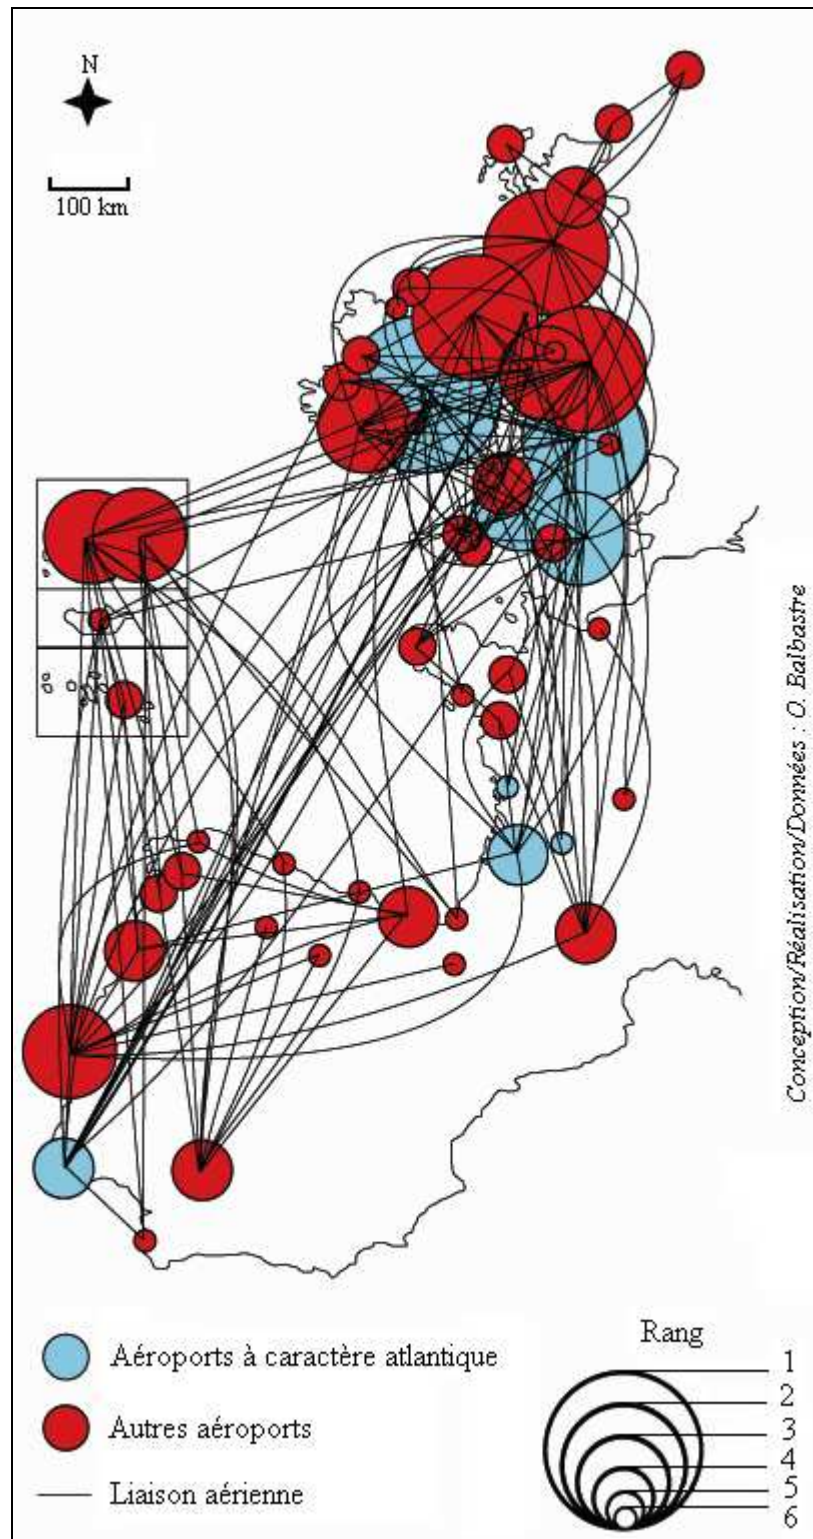 N
100 km
Conception/Réalisation/Données : O. Balbastre
Aéroports à caractère atlantique
Autres aéroports
Liaison aérienne
Rang
1
2
3
4
5
6